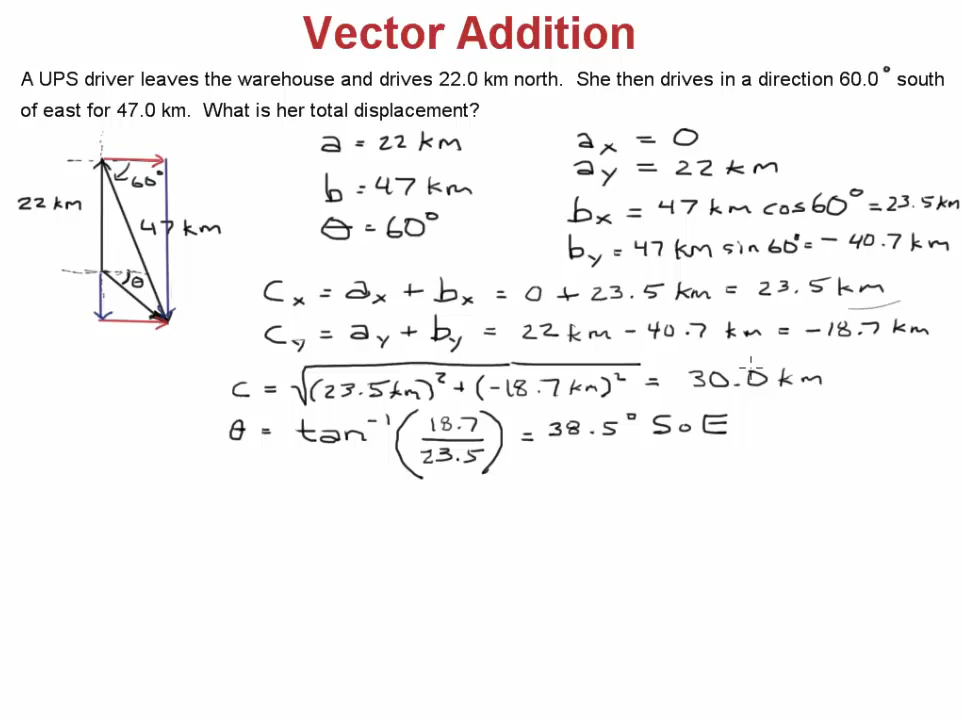 Vector Addition
A UPS driver leaves the warehouse and drives 22.0 km north. She then drives in a direction 60.0° south
of east for 47.0 km. What is her total displacement?
60°
22 km
47 km
θ
a = 22 km
b = 47 km
θ = 60°
ax = 0
ay = 22 km
bx = 47 km cos60° = 23.5 km
by = 47 km sin 60° = - 40.7 km
Cx = ax + bx = 0 + 23.5 km = 23.5 km
Cy = ay + by = 22 km - 40.7 km = -18.7 km
C = √(23.5 km)² + (-18.7 km)² = 30.0 km
θ = tan⁻¹ (18.7/23.5) = 38.5° S o E